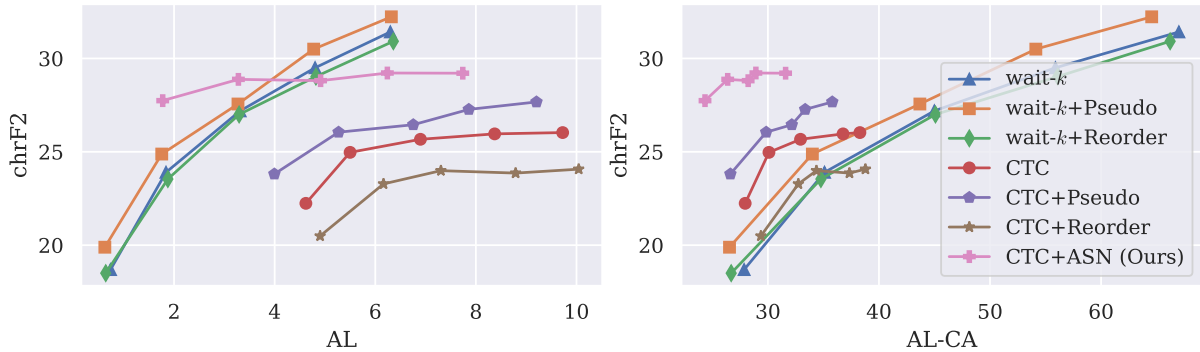 chrF2
30
25
20
2
4
6
8
10
AL
chrF2
30
25
20
30
40
50
60
AL-CA
wait-k
wait-k+Pseudo
wait-k+Reorder
CTC
CTC+Pseudo
CTC+Reorder
CTC+ASN (Ours)